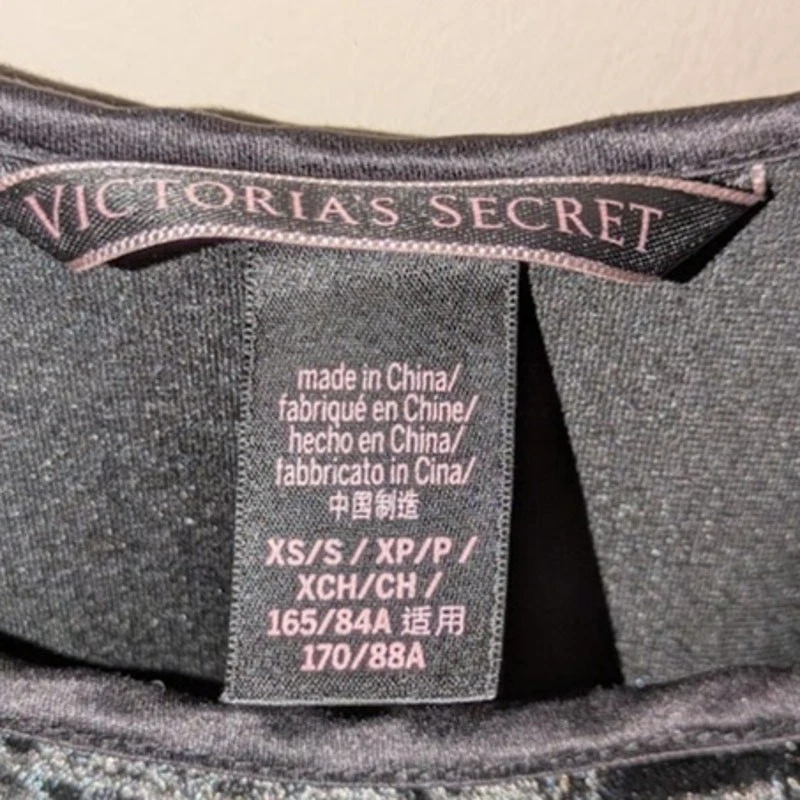 VICTORIA'S SECRET
made in China/
fabriqué en Chine/
hecho en China/
fabbricato in Cina/
中国制造
XS/S / XP/P /
XCH/CH /
165/84A 适用
170/88A